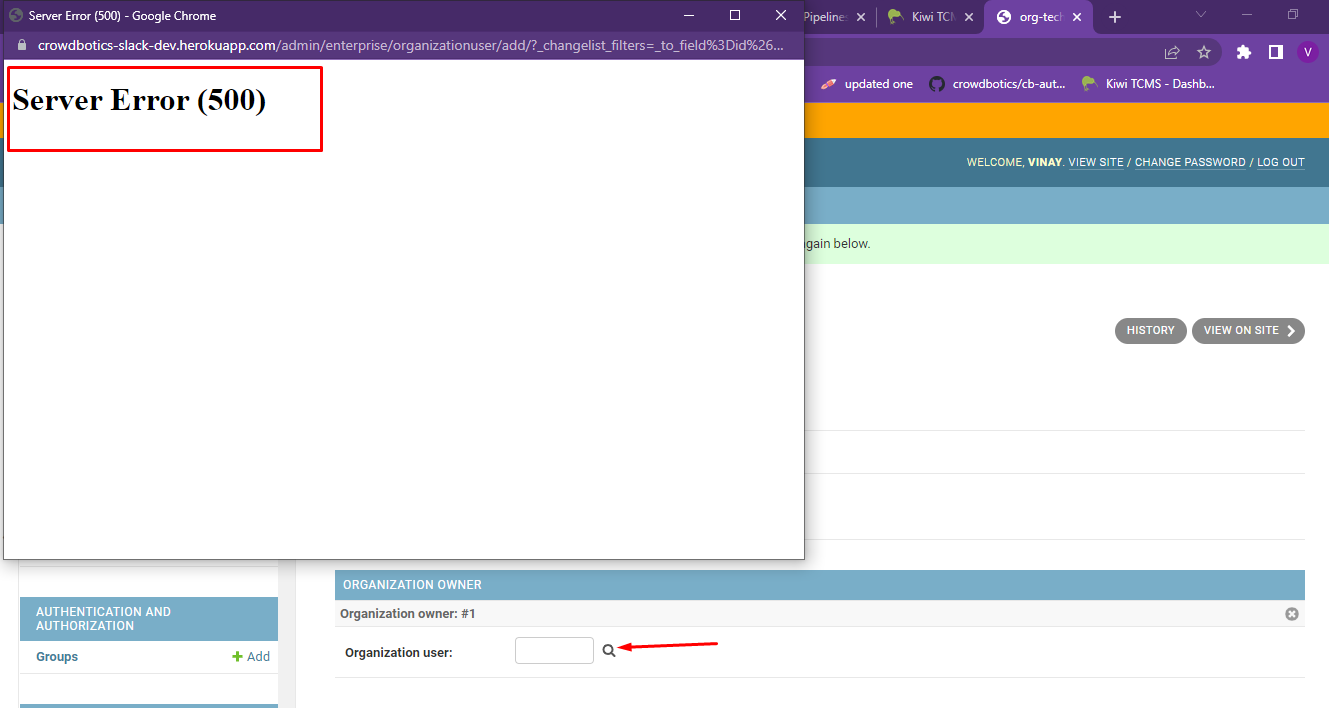 Server Error (500) - Google Chrome
Pipelines
Kiwi TCM
org-tech
crowdbotics-slack-dev.herokuapp.com/admin/enterprise/organizationuser/add/?_changelist_filters=_to_field%3Did%26...
V
updated one
crowdbotics/cb-aut...
Kiwi TCMS - Dashb...
Server Error (500)
WELCOME, VINAY. VIEW SITE / CHANGE PASSWORD / LOG OUT
gain below.
HISTORY
VIEW ON SITE
ORGANIZATION OWNER
Organization owner: #1
AUTHENTICATION AND
AUTHORIZATION
Organization user:
Groups
Add